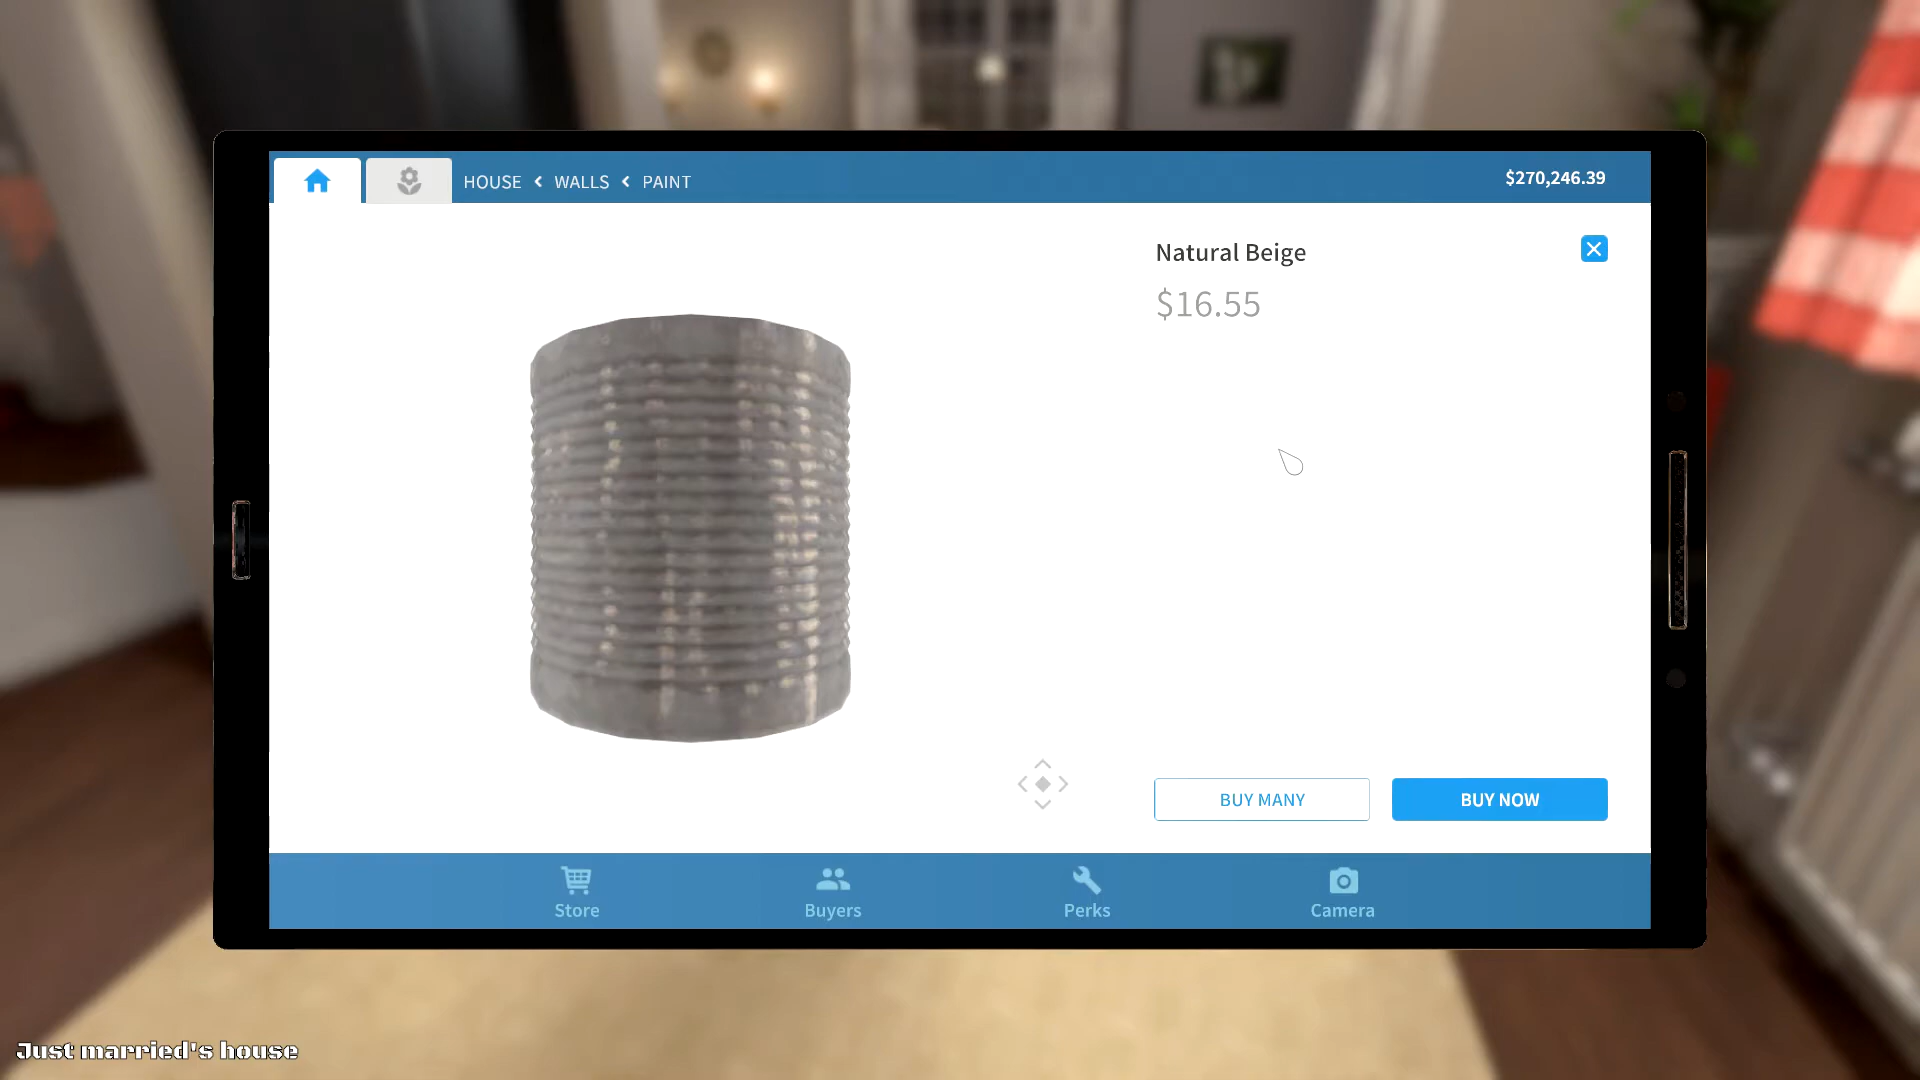 HOUSE WALLS PAINT
$270,246.39
Natural Beige
$16.55
BUY MANY
BUY NOW
Store
Buyers
Perks
Camera
Just married's house